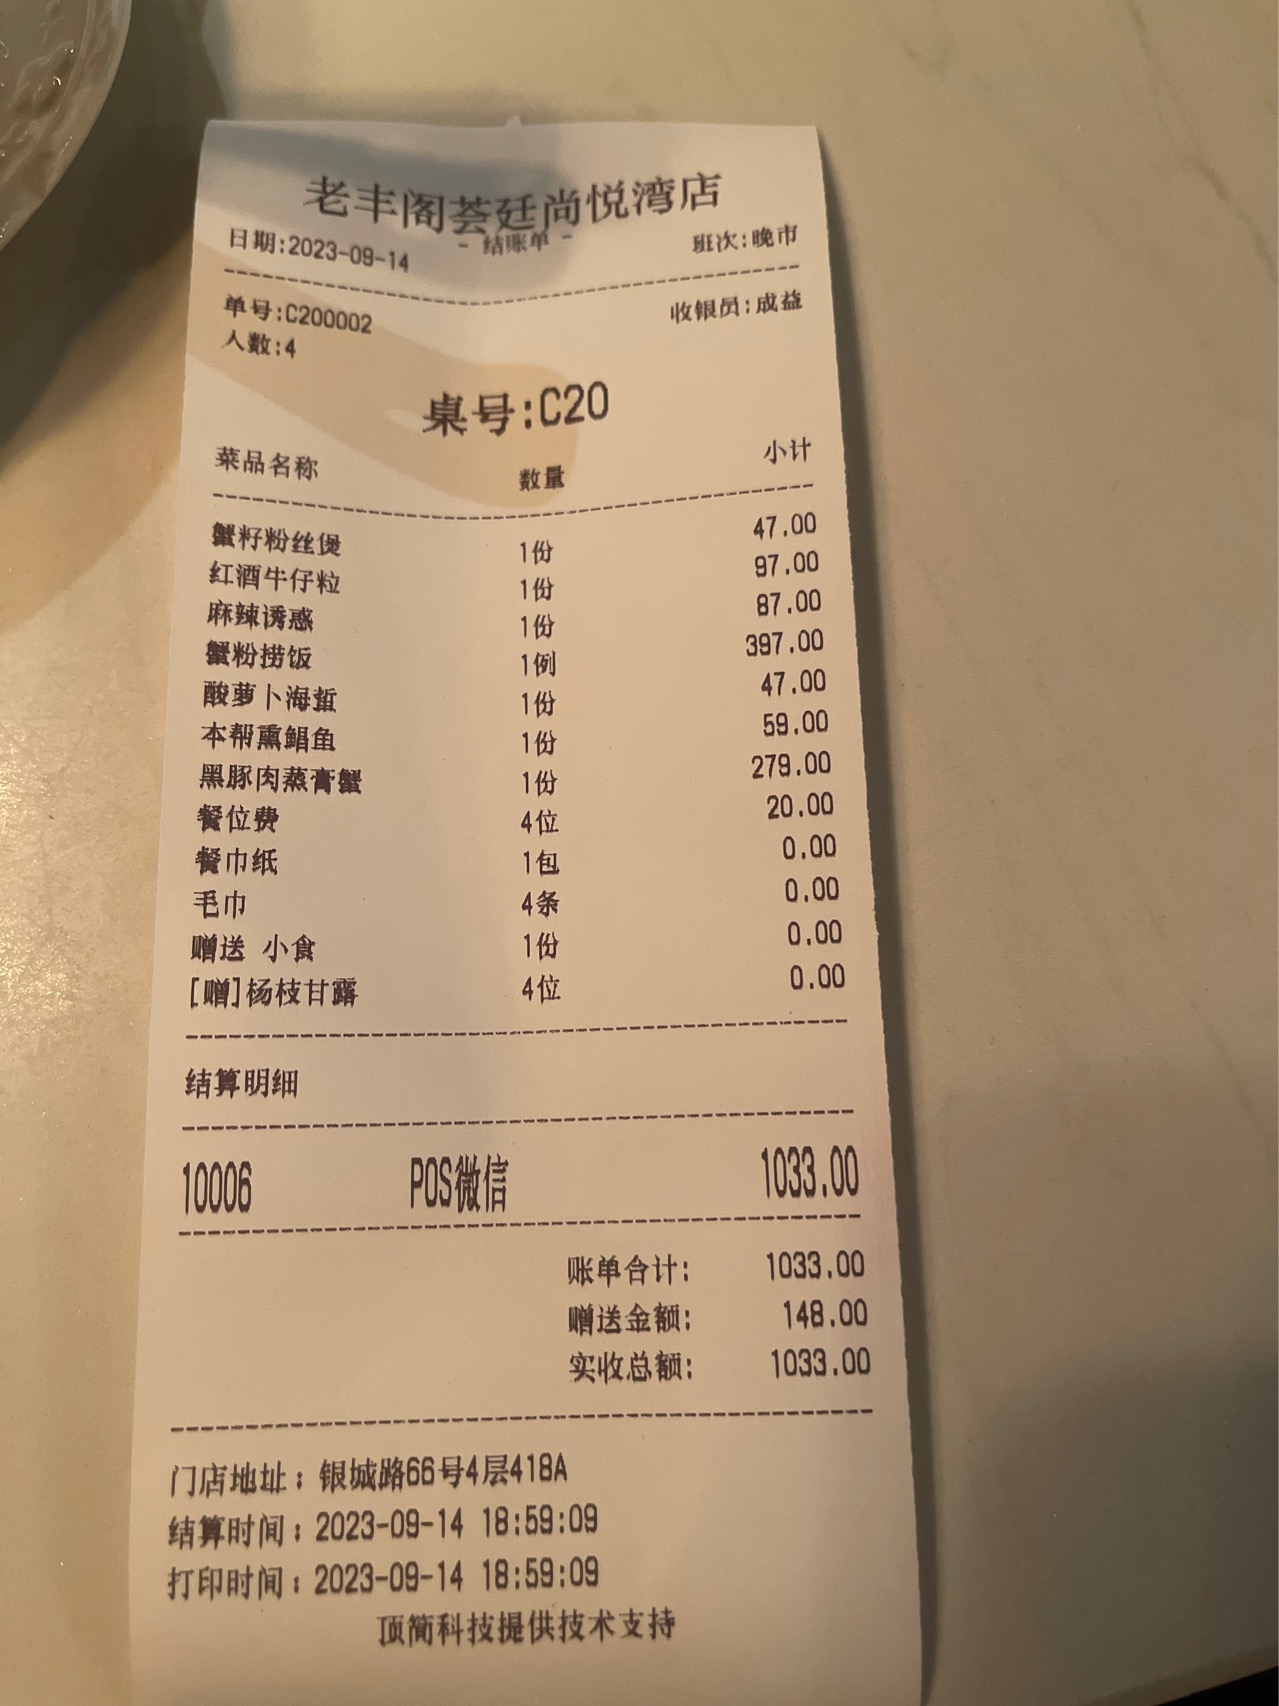 老丰阁荟廷尚悦湾店
- 结账单 -
日期:2023-09-14 班次:晚市
单号:C200002 收银员:成益
人数:4
桌号:C20
菜品名称 数量 小计
蟹籽粉丝煲 1份 47.00
红酒牛仔粒 1份 97.00
麻辣诱惑 1份 87.00
蟹粉捞饭 1例 397.00
酸萝卜海蜇 1份 47.00
本帮熏鲳鱼 1份 59.00
黑豚肉蒸膏蟹 1份 279.00
餐位费 4位 20.00
餐巾纸 1包 0.00
毛巾 4条 0.00
赠送 小食 1份 0.00
[赠]杨枝甘露 4位 0.00
结算明细
10006 POS微信 1033.00
账单合计: 1033.00
赠送金额: 148.00
实收总额: 1033.00
门店地址: 银城路66号4层418A
结算时间: 2023-09-14 18:59:09
打印时间: 2023-09-14 18:59:09
顶简科技提供技术支持